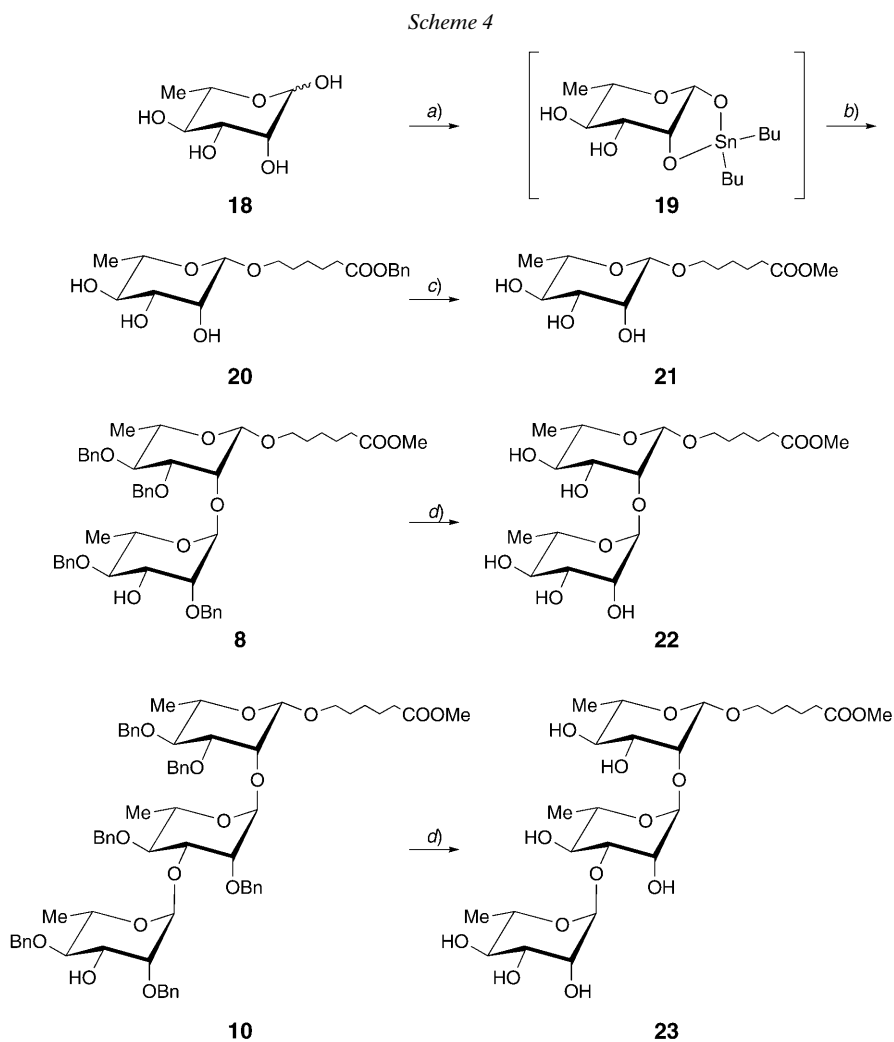 Scheme 4
Me O OH
HO
HO OH
18
a)
Me O O
HO
HO O Sn Bu
Bu
19
b)
Me O O COOBn
HO
HO OH
20
c)
Me O O COOMe
HO
HO OH
21
Me O O COOMe
BnO
BnO O
Me O
BnO
HO OBn
8
d)
Me O O COOMe
HO
HO O
Me O
HO
HO OH
22
Me O O COOMe
BnO
BnO O
Me O
BnO
O OBn
Me O
BnO
HO OBn
10
d)
Me O O COOMe
HO
HO O
Me O
HO
O OH
Me O
HO
HO OH
23